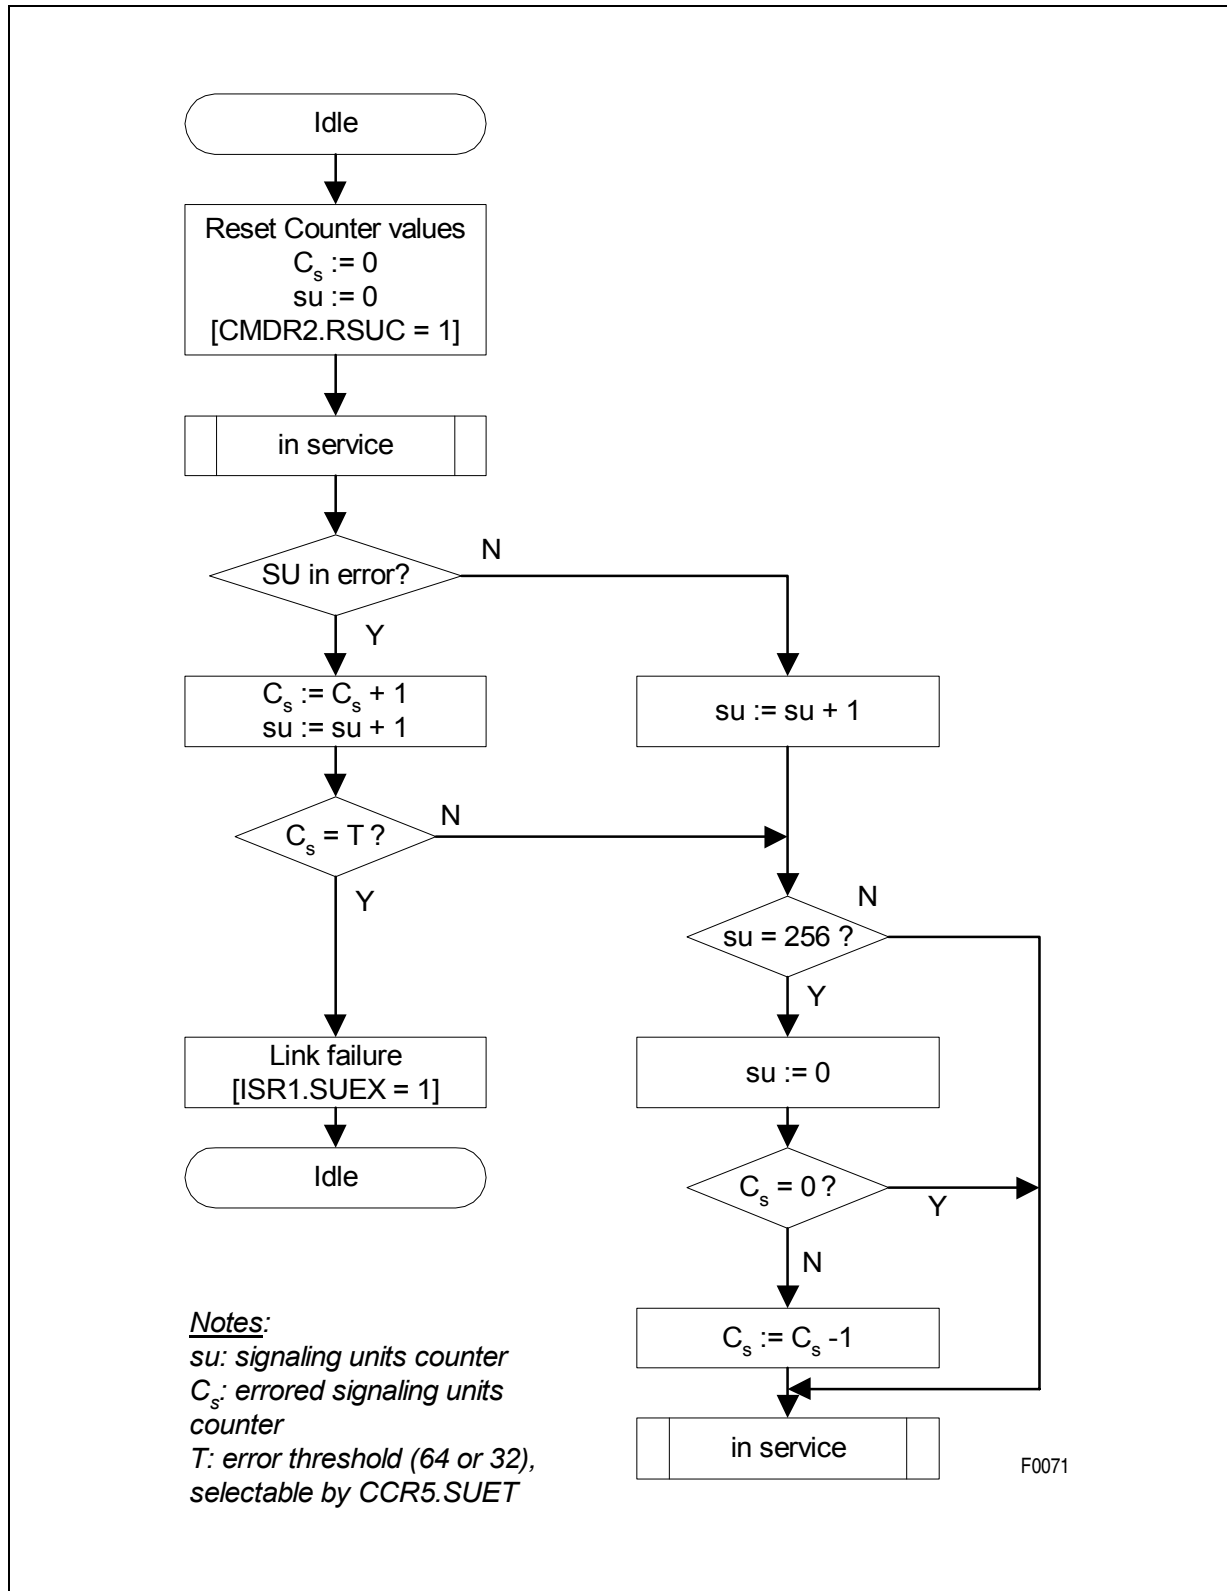 Idle
Reset Counter values
Cs := 0
su := 0
[CMDR2.RSUC = 1]
in service
SU in error?
N
Y
Cs := Cs + 1
su := su + 1
su := su + 1
Cs = T ?
N
Y
su = 256 ?
N
Y
Link failure
[ISR1.SUEX = 1]
su := 0
Idle
Cs = 0 ?
Y
N
Cs := Cs -1
in service
Notes:
su: signaling units counter
Cs: errored signaling units
counter
T: error threshold (64 or 32),
selectable by CCR5.SUET
F0071